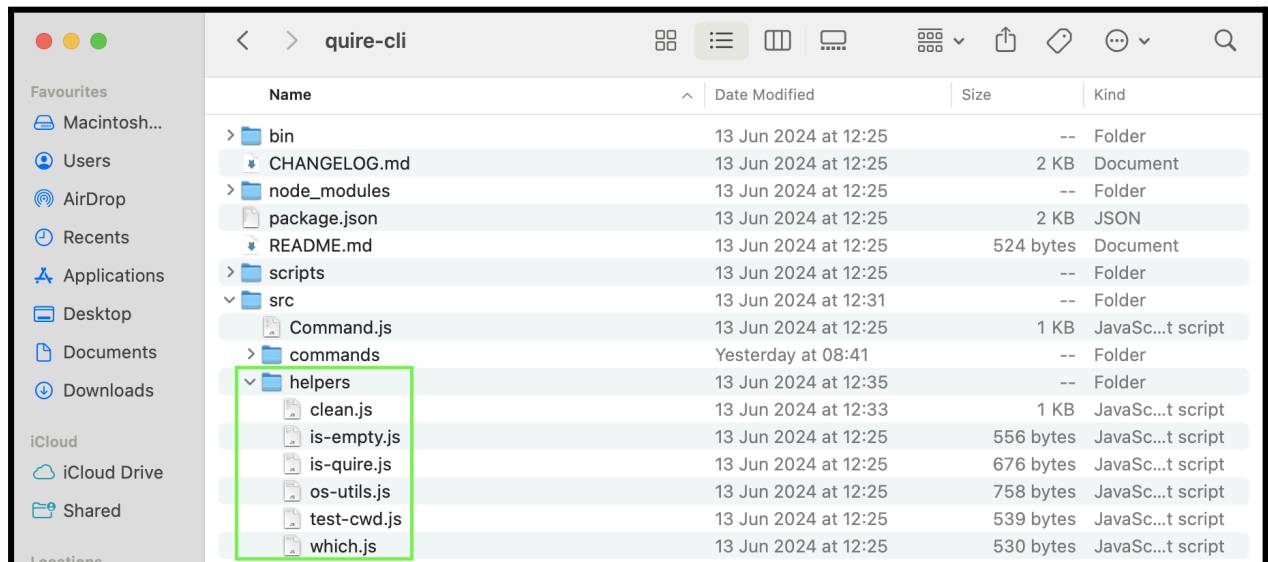 quire-cli
Favourites
Macintosh...
Users
AirDrop
Recents
Applications
Desktop
Documents
Downloads
iCloud
iCloud Drive
Shared
Locations
Name Date Modified Size Kind
bin 13 Jun 2024 at 12:25 -- Folder
CHANGELOG.md 13 Jun 2024 at 12:25 2 KB Document
node_modules 13 Jun 2024 at 12:25 -- Folder
package.json 13 Jun 2024 at 12:25 2 KB JSON
README.md 13 Jun 2024 at 12:25 524 bytes Document
scripts 13 Jun 2024 at 12:25 -- Folder
src 13 Jun 2024 at 12:31 -- Folder
Command.js 13 Jun 2024 at 12:25 1 KB JavaSc...t script
commands Yesterday at 08:41 -- Folder
helpers 13 Jun 2024 at 12:35 -- Folder
clean.js 13 Jun 2024 at 12:33 1 KB JavaSc...t script
is-empty.js 13 Jun 2024 at 12:25 556 bytes JavaSc...t script
is-quire.js 13 Jun 2024 at 12:25 676 bytes JavaSc...t script
os-utils.js 13 Jun 2024 at 12:25 758 bytes JavaSc...t script
test-cwd.js 13 Jun 2024 at 12:25 539 bytes JavaSc...t script
which.js 13 Jun 2024 at 12:25 530 bytes JavaSc...t script